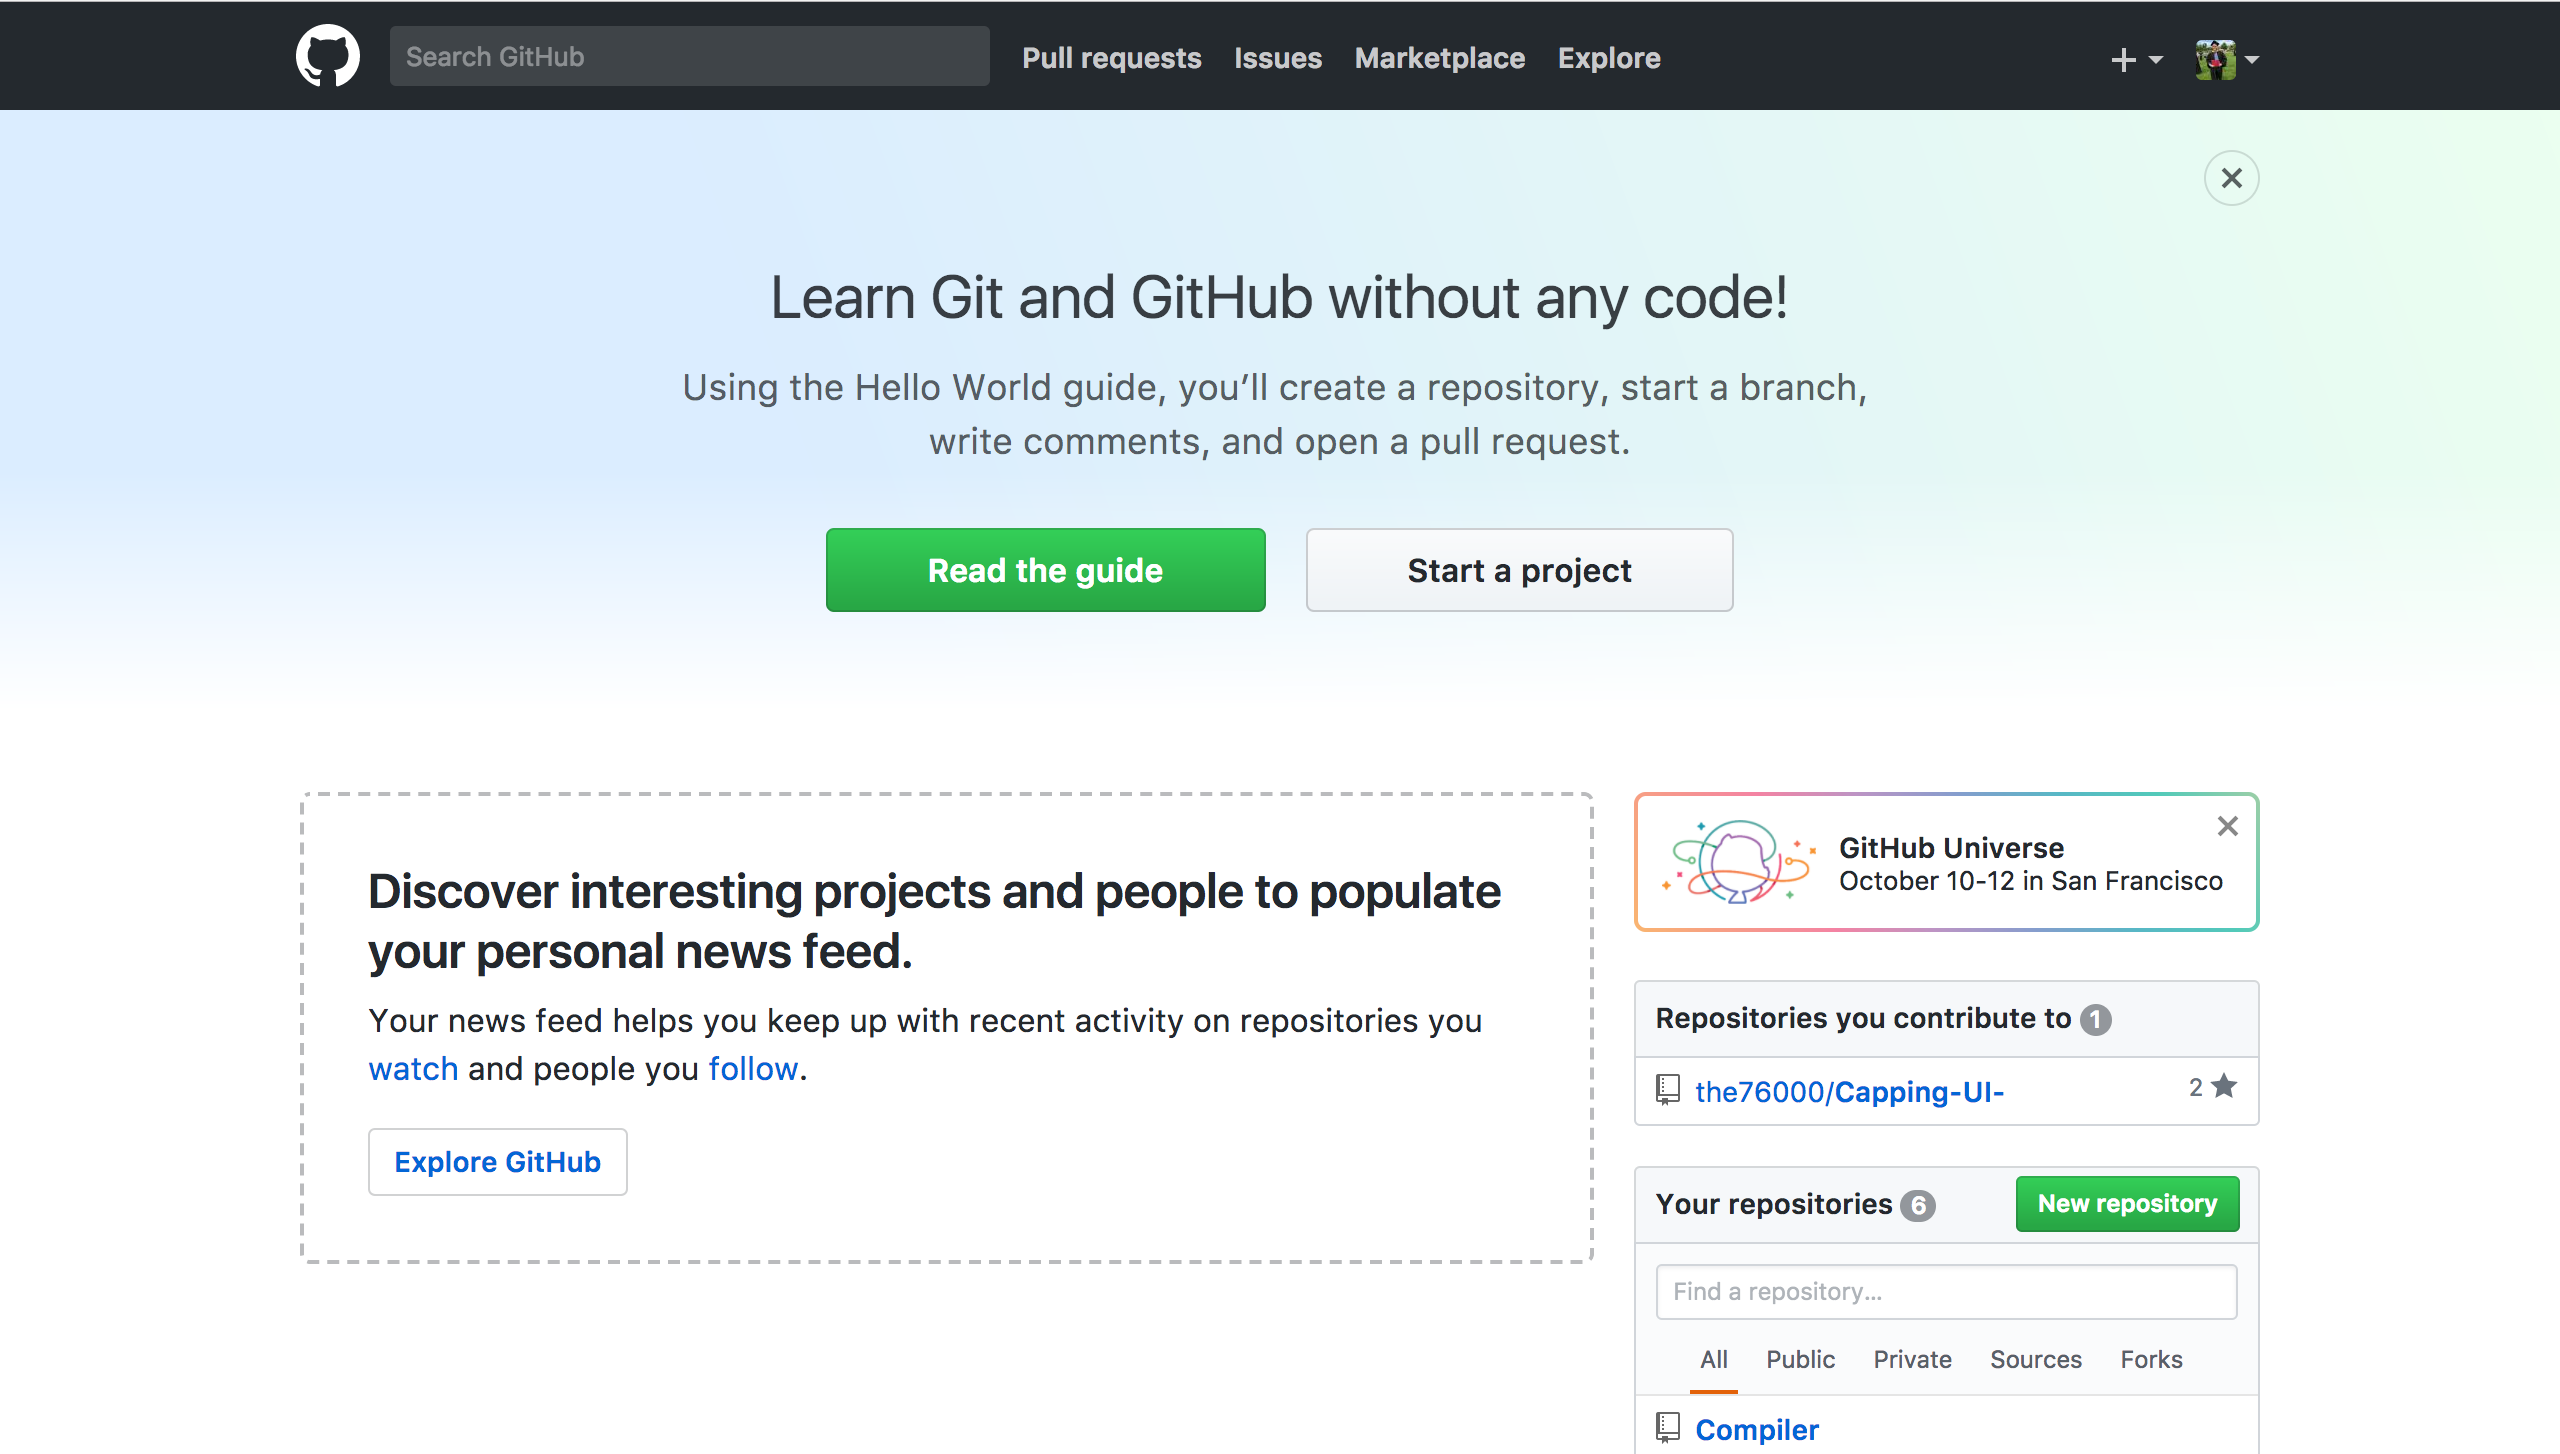 Search GitHub
Pull requests
Issues
Marketplace
Explore
Learn Git and GitHub without any code!
Using the Hello World guide, you’ll create a repository, start a branch,
write comments, and open a pull request.
Read the guide
Start a project
Discover interesting projects and people to populate
your personal news feed.
Your news feed helps you keep up with recent activity on repositories you
watch and people you follow.
Explore GitHub
GitHub Universe
October 10-12 in San Francisco
Repositories you contribute to 1
the76000/Capping-UI-
2
Your repositories 6
New repository
Find a repository...
All
Public
Private
Sources
Forks
Compiler